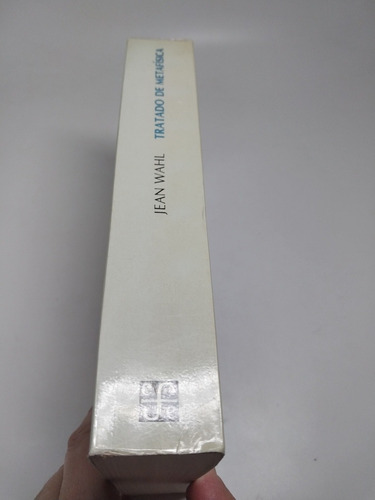 JEAN WAHL TRATADO DE METAFÍSICA